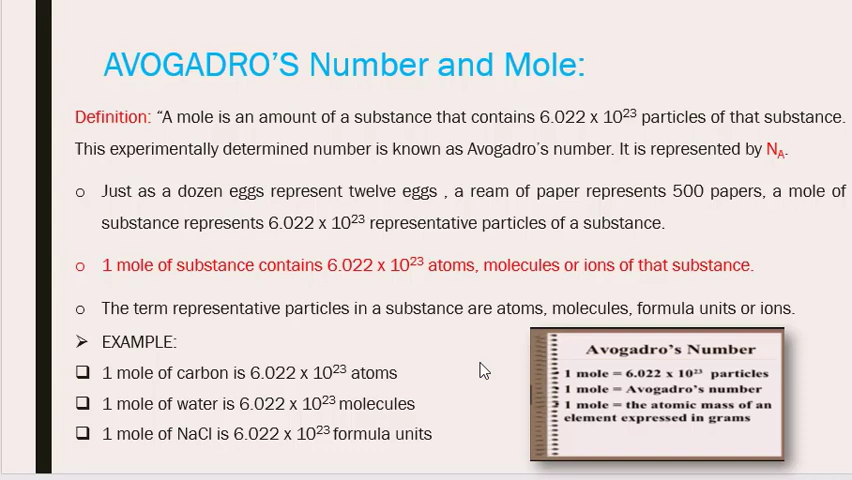 AVOGADRO'S Number and Mole:
Definition: “A mole is an amount of a substance that contains 6.022 x 10²³ particles of that substance.
This experimentally determined number is known as Avogadro's number. It is represented by Nₐ.
o Just as a dozen eggs represent twelve eggs , a ream of paper represents 500 papers, a mole of
substance represents 6.022 x 10²³ representative particles of a substance.
o 1 mole of substance contains 6.022 x 10²³ atoms, molecules or ions of that substance.
o The term representative particles in a substance are atoms, molecules, formula units or ions.
➢ EXAMPLE:
❑ 1 mole of carbon is 6.022 x 10²³ atoms
❑ 1 mole of water is 6.022 x 10²³ molecules
❑ 1 mole of NaCl is 6.022 x 10²³ formula units
Avogadro's Number
• 1 mole = 6.022 x 10²³ particles
1 mole = Avogadro's number
• 1 mole = the atomic mass of an
element expressed in grams